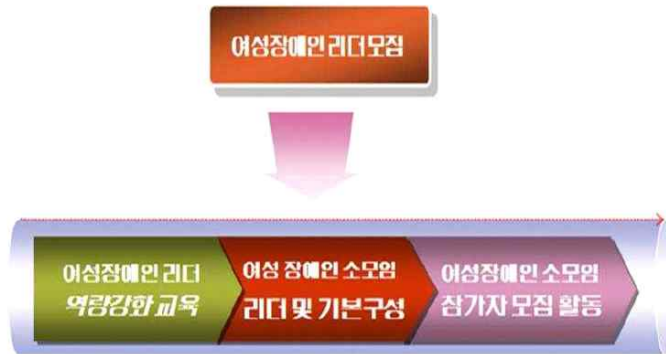 여성장애인 리더모집
여성장애인 리더
역량강화 교육
여성 장애인 소모임
리더 및 기본구성
여성장애인 소모임
참가자 모집 활동